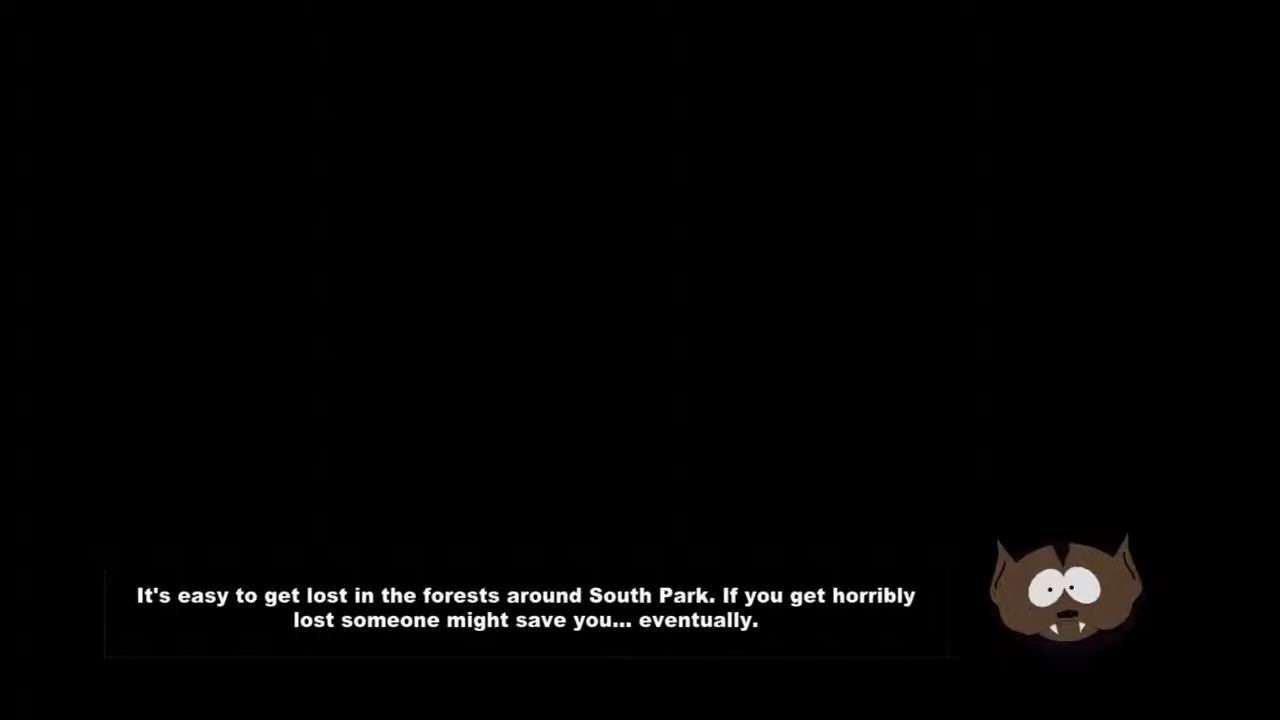 It's easy to get lost in the forests around South Park. If you get horribly
lost someone might save you... eventually.